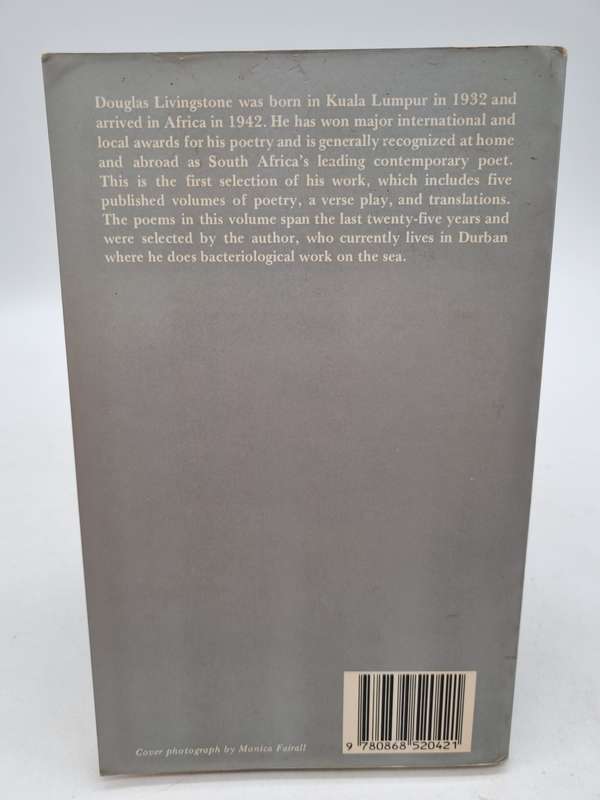 Douglas Livingstone was born in Kuala Lumpur in 1932 and
arrived in Africa in 1942. He has won major international and
local awards for his poetry and is generally recognized at home
and abroad as South Africa's leading contemporary poet.
This is the first selection of his work, which includes five
published volumes of poetry, a verse play, and translations.
The poems in this volume span the last twenty-five years and
were selected by the author, who currently lives in Durban
where he does bacteriological work on the sea.
Cover photograph by Monica Fairall
9 780868 520421